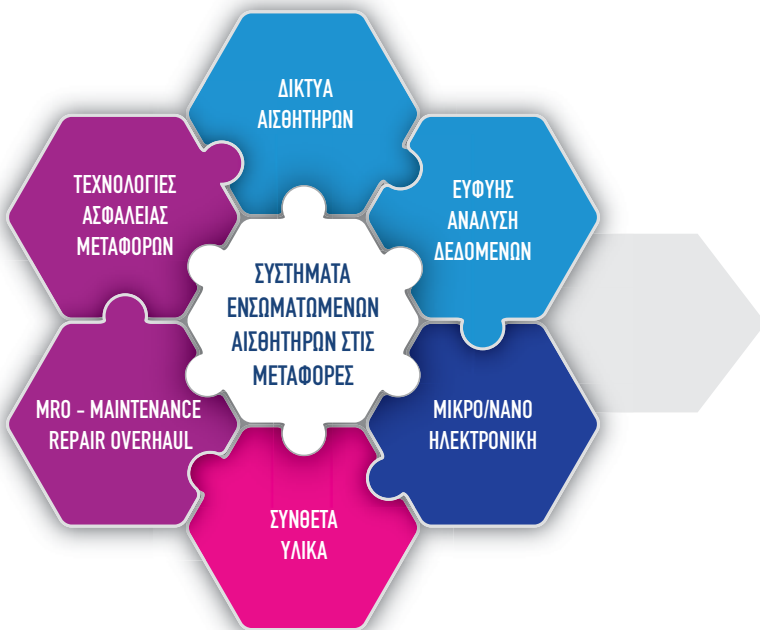 ΔΙΚΤΥΑ
ΑΙΣΘΗΤΗΡΩΝ
ΕΥΦΥΗΣ
ΑΝΑΛΥΣΗ
ΔΕΔΟΜΕΝΩΝ
ΤΕΧΝΟΛΟΓΙΕΣ
ΑΣΦΑΛΕΙΑΣ
ΜΕΤΑΦΟΡΩΝ
ΣΥΣΤΗΜΑΤΑ
ΕΝΣΩΜΑΤΩΜΕΝΩΝ
ΑΙΣΘΗΤΗΡΩΝ ΣΤΙΣ
ΜΕΤΑΦΟΡΕΣ
MRO - MAINTENANCE
REPAIR OVERHAUL
ΜΙΚΡΟ/ΝΑΝΟ
ΗΛΕΚΤΡΟΝΙΚΗ
ΣΥΝΘΕΤΑ
ΥΛΙΚΑ